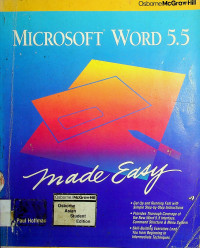 Osborne McGraw-Hill
MICROSOFT® WORD 5.5
Made Easy
Osborne McGraw-Hill
Osborne
Asian
Student
Edition
Paul Hoffman
• Get Up and Running Fast with
Simple Step-by-Step Instructions
• Provides Thorough Coverage of
the New Word 5.5 Interface,
Command Structure & Menu System
• Skill-Building Exercises Lead
You from Beginning to
Intermediate Techniques